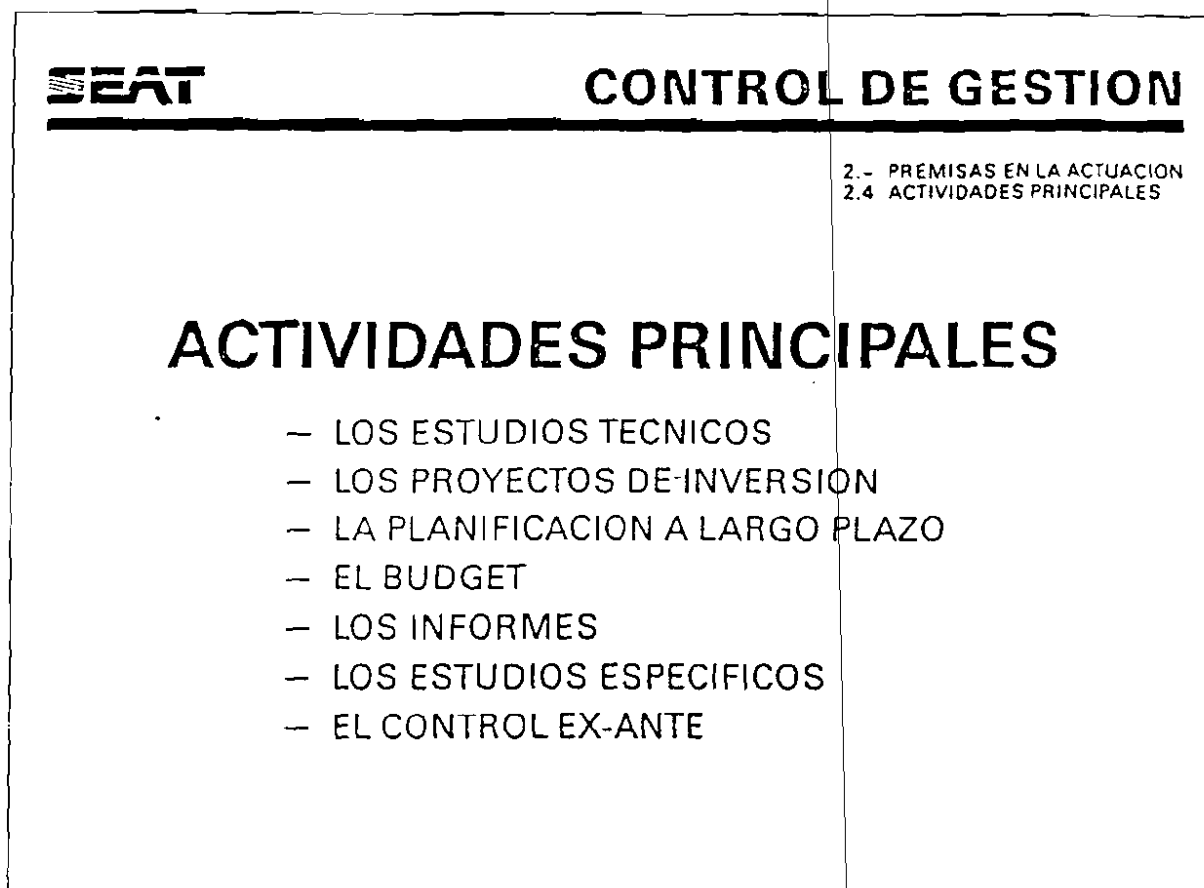 SEAT
CONTROL DE GESTION
2.- PREMISAS EN LA ACTUACION
2.4 ACTIVIDADES PRINCIPALES
ACTIVIDADES PRINCIPALES
— LOS ESTUDIOS TECNICOS
— LOS PROYECTOS DE INVERSION
— LA PLANIFICACION A LARGO PLAZO
— EL BUDGET
— LOS INFORMES
— LOS ESTUDIOS ESPECIFICOS
— EL CONTROL EX-ANTE